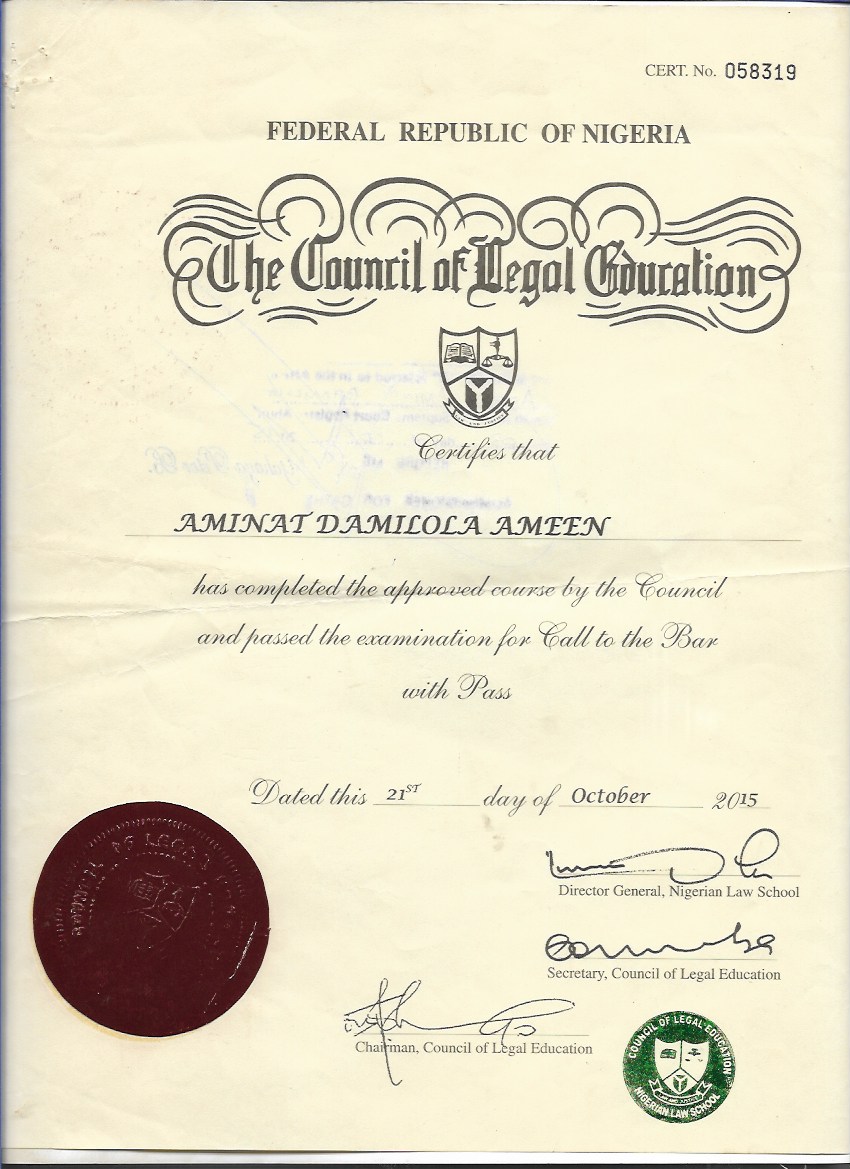 CERT. No. 058319
FEDERAL REPUBLIC OF NIGERIA
The Council of Legal Education
LAW AND JUSTICE
Certifies that
AMINAT DAMILOLA AMEEN
has completed the approved course by the Council
and passed the examination for Call to the Bar
with Pass
Dated this 21ST day of October 2015
Director General, Nigerian Law School
Secretary, Council of Legal Education
Chairman, Council of Legal Education
COUNCIL OF LEGAL EDUCATION
NIGERIAN LAW SCHOOL